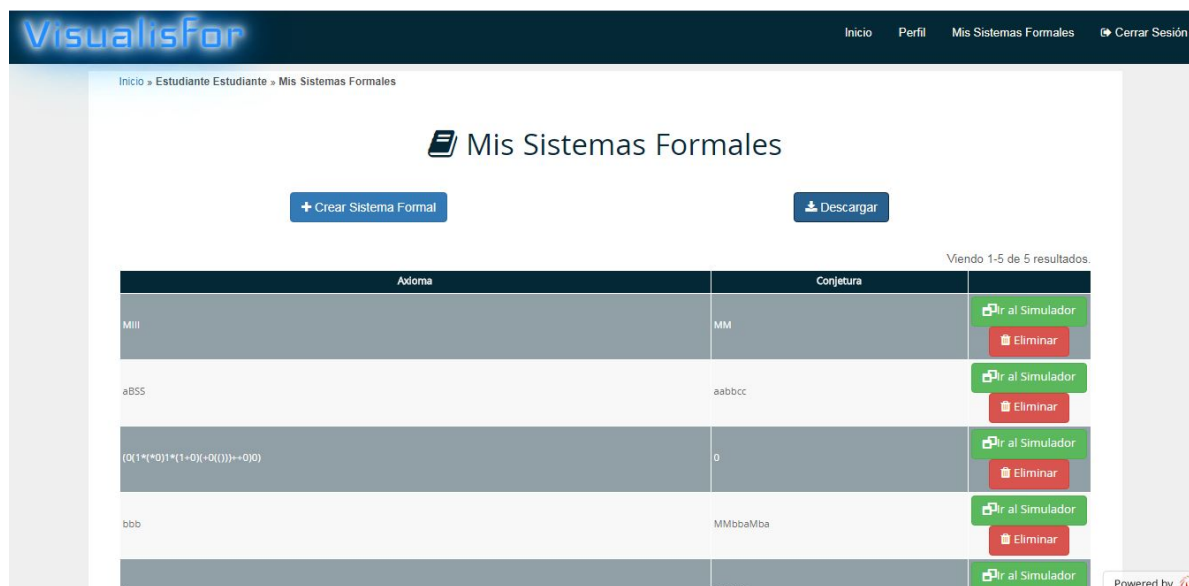 VisualisFor
Inicio Perfil Mis Sistemas Formales Cerrar Sesión
Inicio » Estudiante Estudiante » Mis Sistemas Formales
Mis Sistemas Formales
+ Crear Sistema Formal Descargar
Viendo 1-5 de 5 resultados.
Axioma Conjetura
MIII MM Ir al Simulador
Eliminar
aBSS aabbcc Ir al Simulador
Eliminar
(0(1*(*0)1*(1+0)(+0(()))++0)0) 0 Ir al Simulador
Eliminar
bbb MMbbaMba Ir al Simulador
Eliminar
Ir al Simulador
Powered by